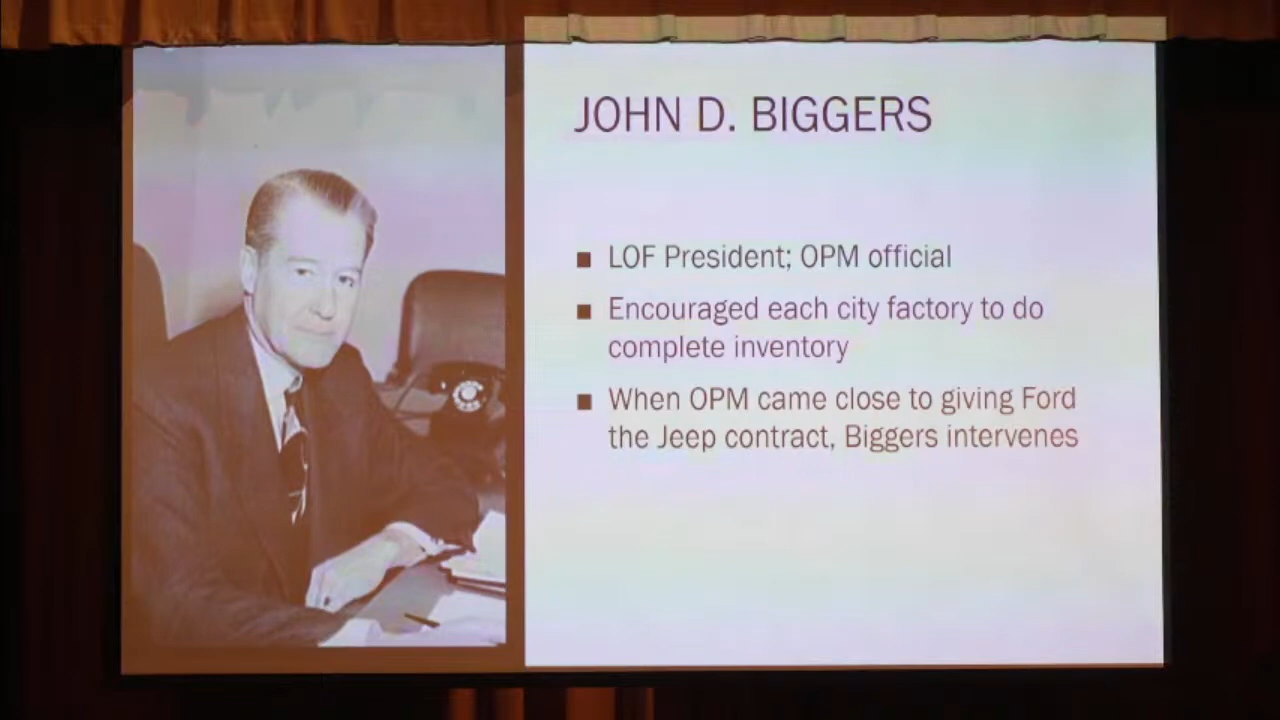 JOHN D. BIGGERS
■ LOF President; OPM official
■ Encouraged each city factory to do
complete inventory
■ When OPM came close to giving Ford
the Jeep contract, Biggers intervenes